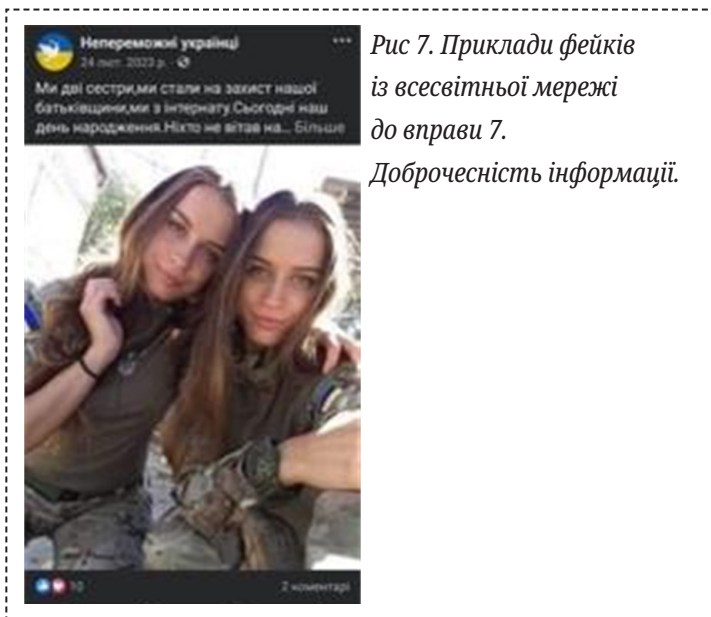 Непереможні українці
24 лют. 2023 р.
Ми дві сестри,ми стали на захист нашої
батьківщини,ми з інтернату.Сьогодні наш
день народження.Ніхто не вітав на... Більше
10
2 коментарі
Рис 7. Приклади фейків
із всесвітньої мережі
до вправи 7.
Доброчесність інформації.